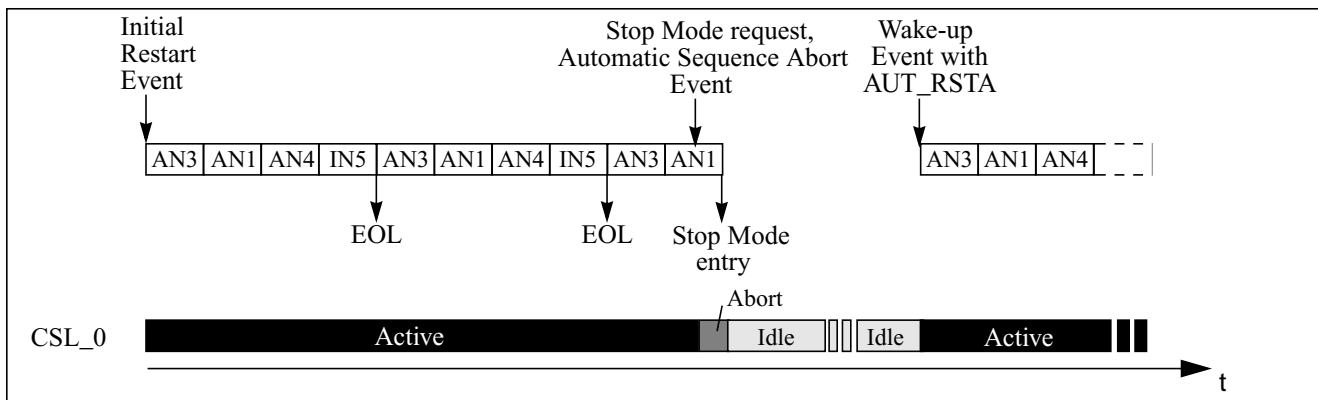 Initial
Restart
Event
Stop Mode request,
Automatic Sequence Abort
Event
Wake-up
Event with
AUT_RSTA
AN3 AN1 AN4 IN5 AN3 AN1 AN4 IN5 AN3 AN1
AN3 AN1 AN4
EOL
EOL
Stop Mode
entry
Abort
CSL_0
Active
Idle
Idle
Active
t